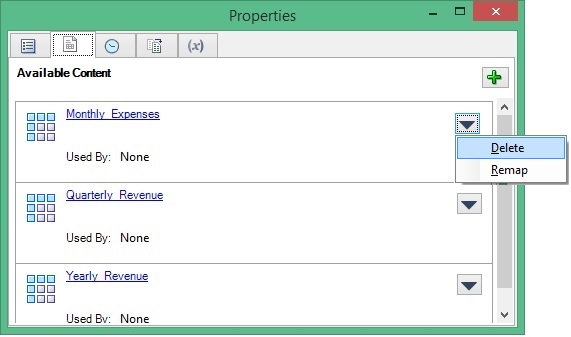 Properties
(x)
Available Content
Monthly_Expenses
Used By: None
Delete
Remap
Quarterly_Revenue
Used By: None
Yearly_Revenue
Used By: None